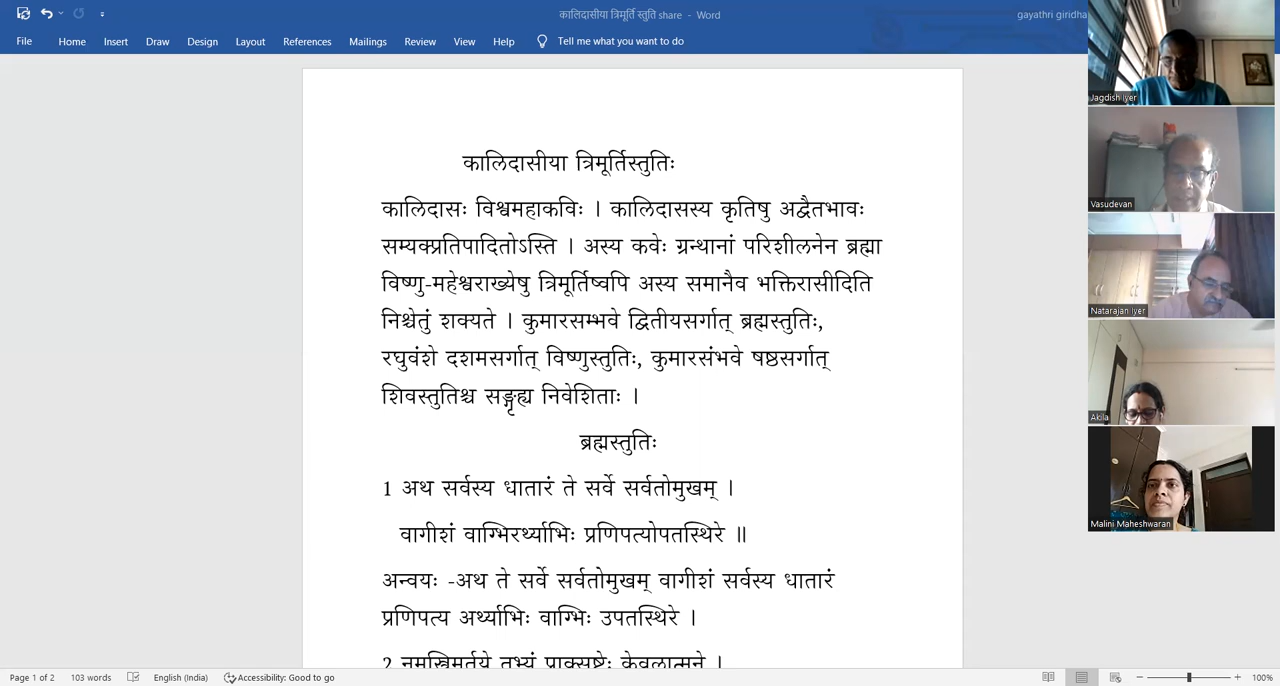 कालिदासीया त्रिमूर्ति स्तुति share - Word
gayathri giridha
File Home Insert Draw Design Layout References Mailings Review View Help Tell me what you want to do
कालिदासीया त्रिमूर्तिस्तुतिः
कालिदासः विश्वमहाकविः । कालिदासस्य कृतिषु अद्वैतभावः
सम्यक्प्रतिपादितोऽस्ति । अस्य कवेः ग्रन्थानां परिशीलनेन ब्रह्मा
विष्णु-महेश्वराख्येषु त्रिमूर्तिष्वपि अस्य समानैव भक्तिरासीदिति
निश्चेतुं शक्यते । कुमारसम्भवे द्वितीयसर्गात् ब्रह्मस्तुतिः,
रघुवंशे दशमसर्गात् विष्णुस्तुतिः, कुमारसंभवे षष्ठसर्गात्
शिवस्तुतिश्च सङ्गृह्य निवेशिताः ।
ब्रह्मस्तुतिः
1 अथ सर्वस्य धातारं ते सर्वे सर्वतोमुखम् ।
वागीशं वाग्भिरर्थ्याभिः प्रणिपत्योपतस्थिरे ॥
अन्वयः -अथ ते सर्वे सर्वतोमुखम् वागीशं सर्वस्य धातारं
प्रणिपत्य अर्थ्याभिः वाग्भिः उपतस्थिरे ।
2 नमस्त्रिमूर्तये तुभ्यं प्राक्सृष्टेः केवलात्मने ।
Jagdish Iyer
Vasudevan
Natarajan Iyer
Akila
Malini Maheshwaran
Page 1 of 2 103 words English (India) Accessibility: Good to go 100%